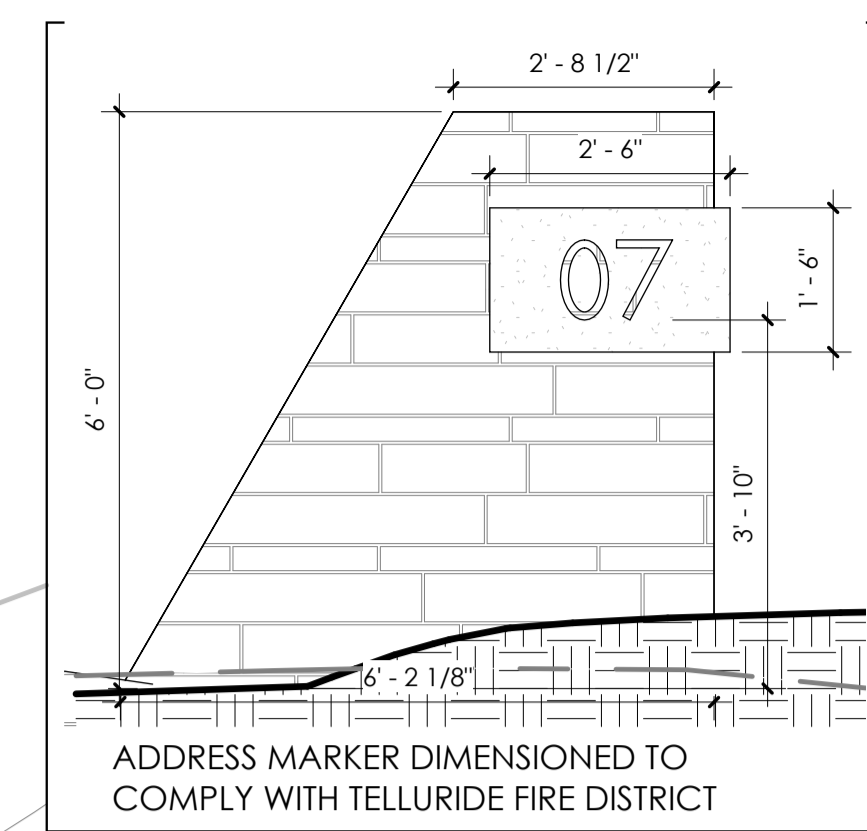 2' - 8 1/2"
2' - 6"
07
1' - 6"
6' - 0"
3' - 10"
6' - 2 1/8"
ADDRESS MARKER DIMENSIONED TO
COMPLY WITH TELLURIDE FIRE DISTRICT